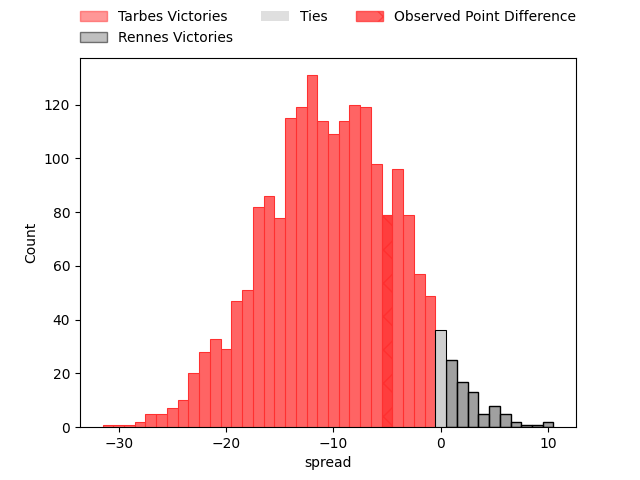 Tarbes Victories
Ties
Observed Point Difference
Rennes Victories
120
100
80
60
40
20
0
Count
−30
−20
−10
0
10
spread